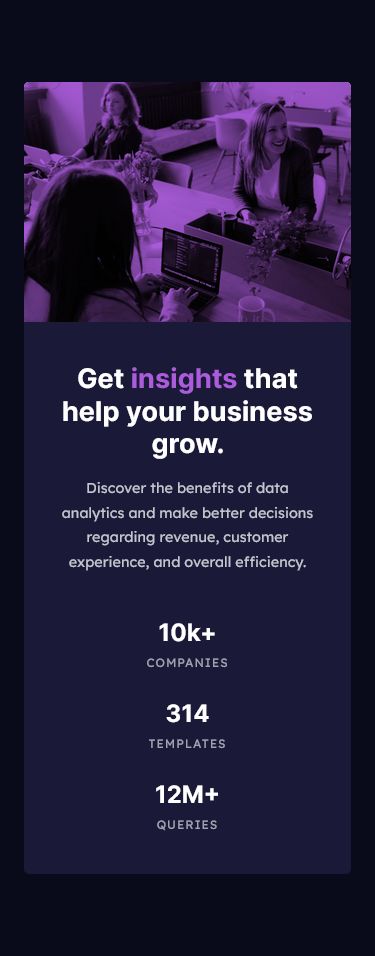 Get insights that
help your business
grow.
Discover the benefits of data
analytics and make better decisions
regarding revenue, customer
experience, and overall efficiency.
10k+
COMPANIES
314
TEMPLATES
12M+
QUERIES